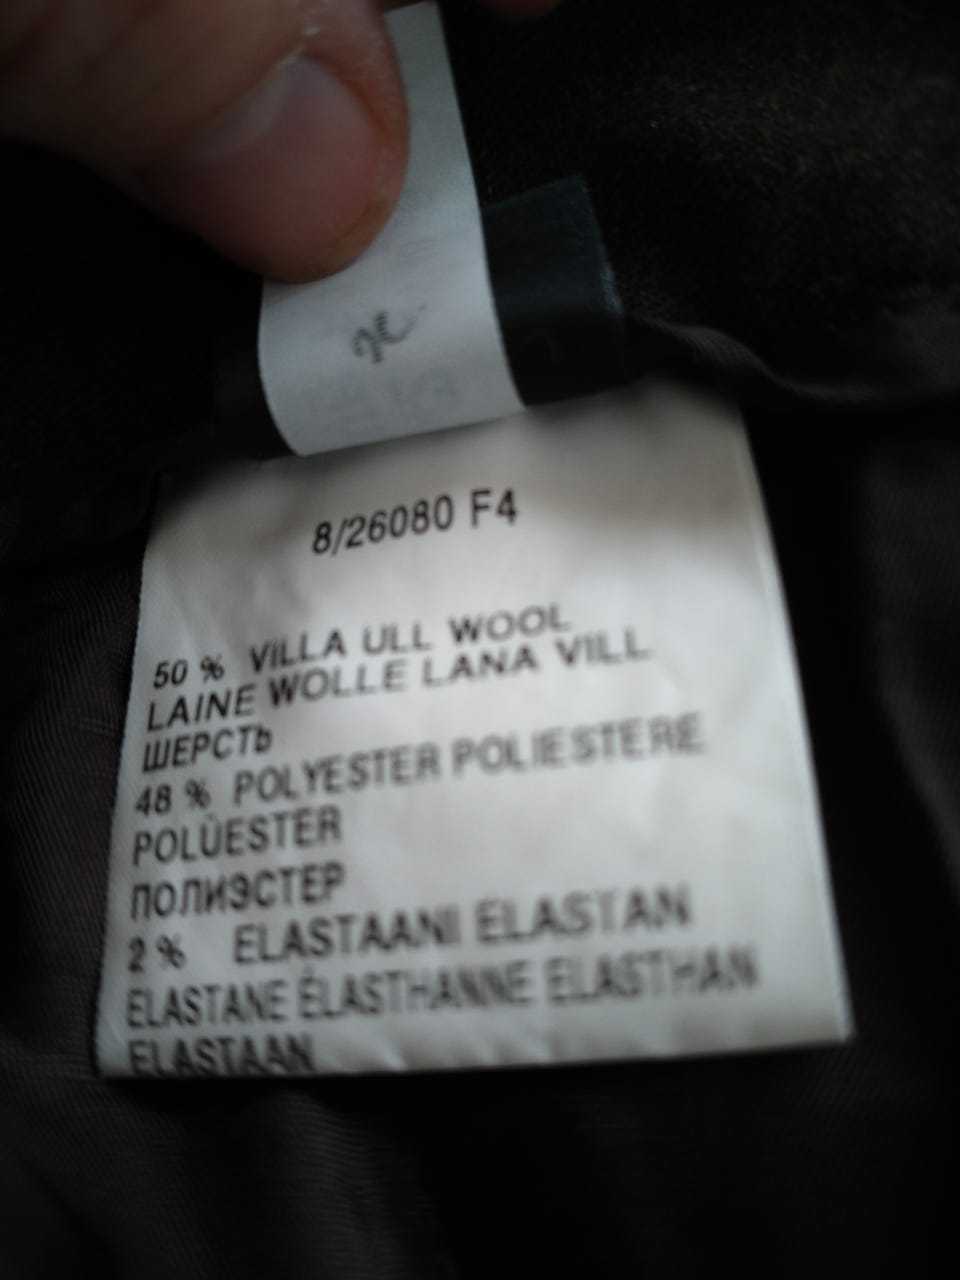 8/26080 F4
50 % VILLA ULL WOOL
LAINE WOLLE LANA VILL
ШЕРСТЬ
48 % POLYESTER POLIESTERE
POLÜESTER
ПОЛИЭСТЕР
2 % ELASTAANI ELASTAN
ELASTANE ÉLASTHANNE ELASTHAN
ELASTAAN